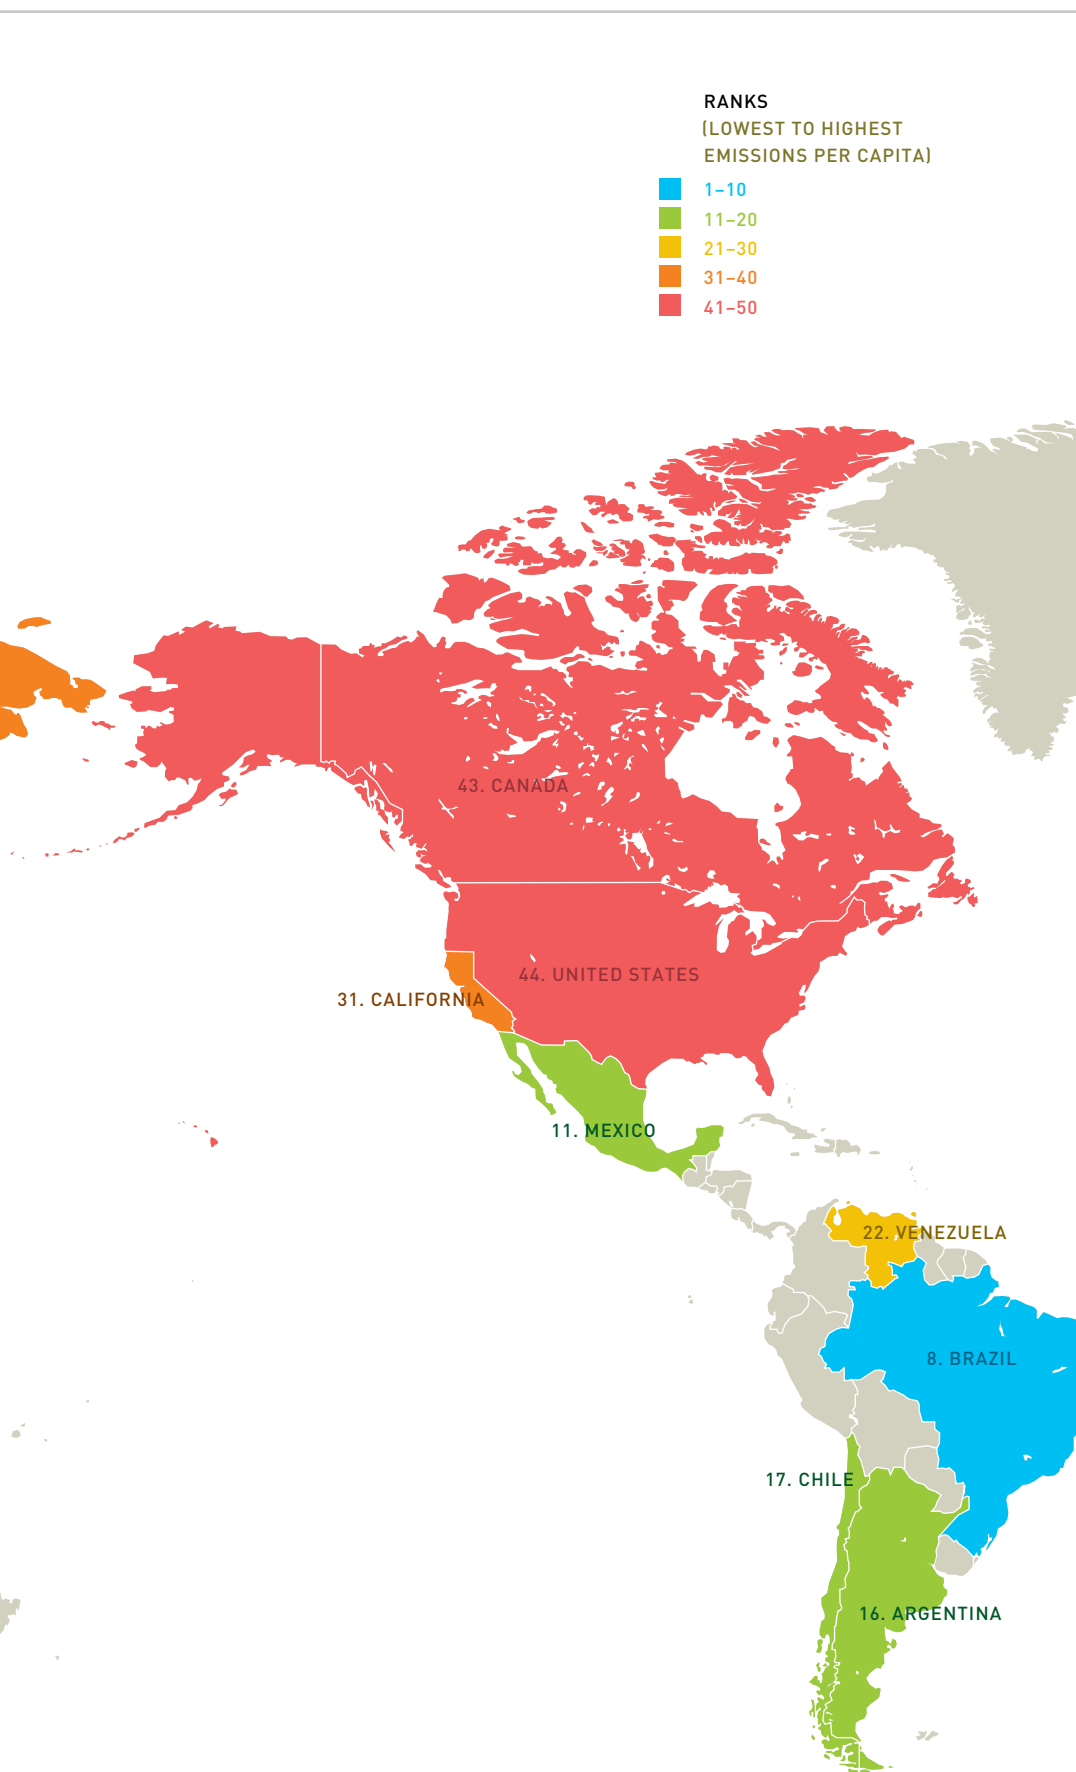 RANKS
(LOWEST TO HIGHEST
EMISSIONS PER CAPITA)
1–10
11–20
21–30
31–40
41–50
43. CANADA
44. UNITED STATES
31. CALIFORNIA
11. MEXICO
22. VENEZUELA
8. BRAZIL
17. CHILE
16. ARGENTINA